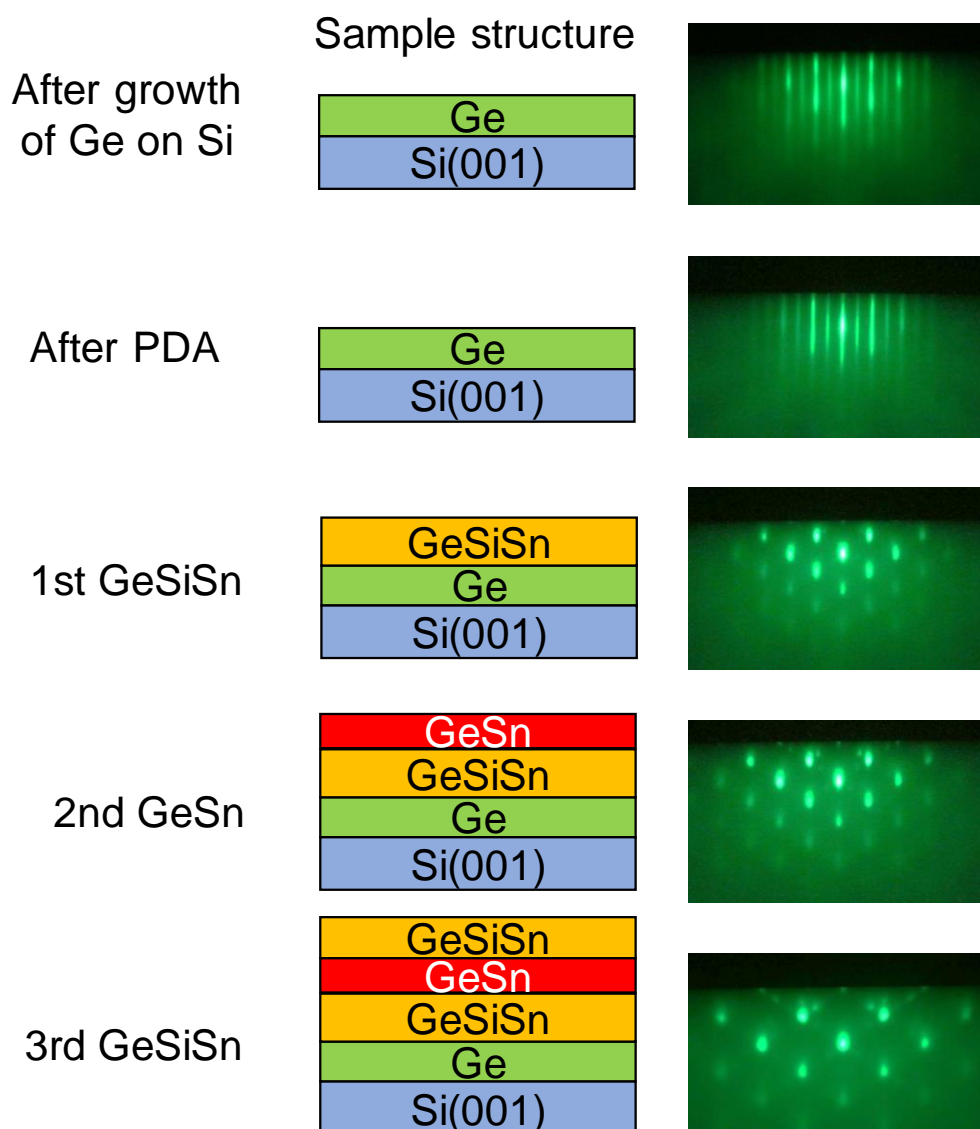 Sample structure
After growth
of Ge on Si
Ge
Si(001)
After PDA
Ge
Si(001)
1st GeSiSn
GeSiSn
Ge
Si(001)
2nd GeSn
GeSn
GeSiSn
Ge
Si(001)
3rd GeSiSn
GeSiSn
GeSn
GeSiSn
Ge
Si(001)